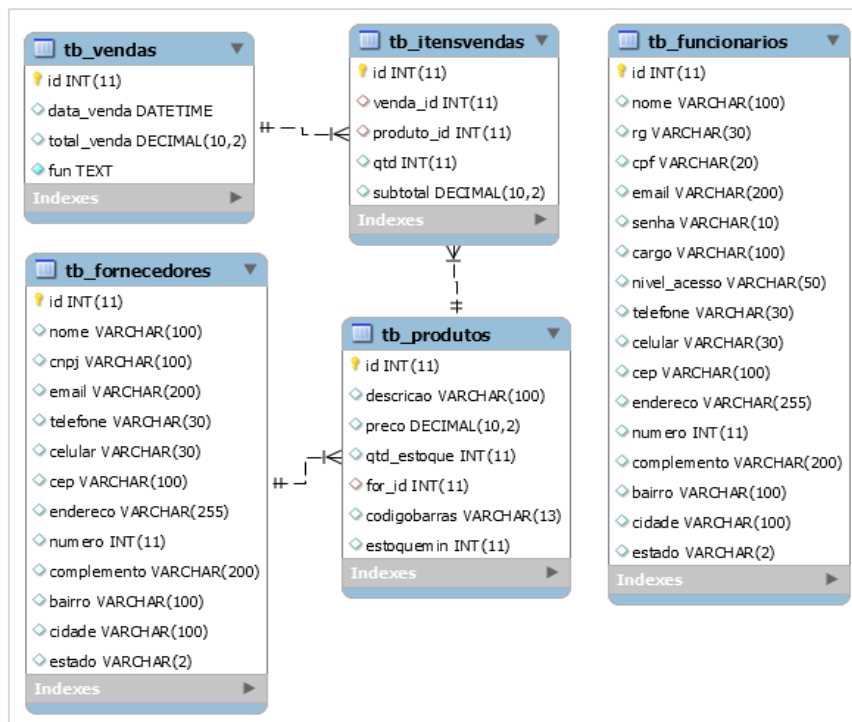 tb_vendas
id INT(11)
data_venda DATETIME
total_venda DECIMAL(10,2)
fun TEXT
Indexes
tb_itensvendas
id INT(11)
venda_id INT(11)
produto_id INT(11)
qtd INT(11)
subtotal DECIMAL(10,2)
Indexes
tb_funcionarios
id INT(11)
nome VARCHAR(100)
rg VARCHAR(30)
cpf VARCHAR(20)
email VARCHAR(200)
senha VARCHAR(10)
cargo VARCHAR(100)
nivel_acesso VARCHAR(50)
telefone VARCHAR(30)
celular VARCHAR(30)
cep VARCHAR(100)
endereco VARCHAR(255)
numero INT(11)
complemento VARCHAR(200)
bairro VARCHAR(100)
cidade VARCHAR(100)
estado VARCHAR(2)
Indexes
tb_fornecedores
id INT(11)
nome VARCHAR(100)
cnpj VARCHAR(100)
email VARCHAR(200)
telefone VARCHAR(30)
celular VARCHAR(30)
cep VARCHAR(100)
endereco VARCHAR(255)
numero INT(11)
complemento VARCHAR(200)
bairro VARCHAR(100)
cidade VARCHAR(100)
estado VARCHAR(2)
Indexes
tb_produtos
id INT(11)
descricao VARCHAR(100)
preco DECIMAL(10,2)
qtd_estoque INT(11)
for_id INT(11)
codigobarras VARCHAR(13)
estoquemin INT(11)
Indexes